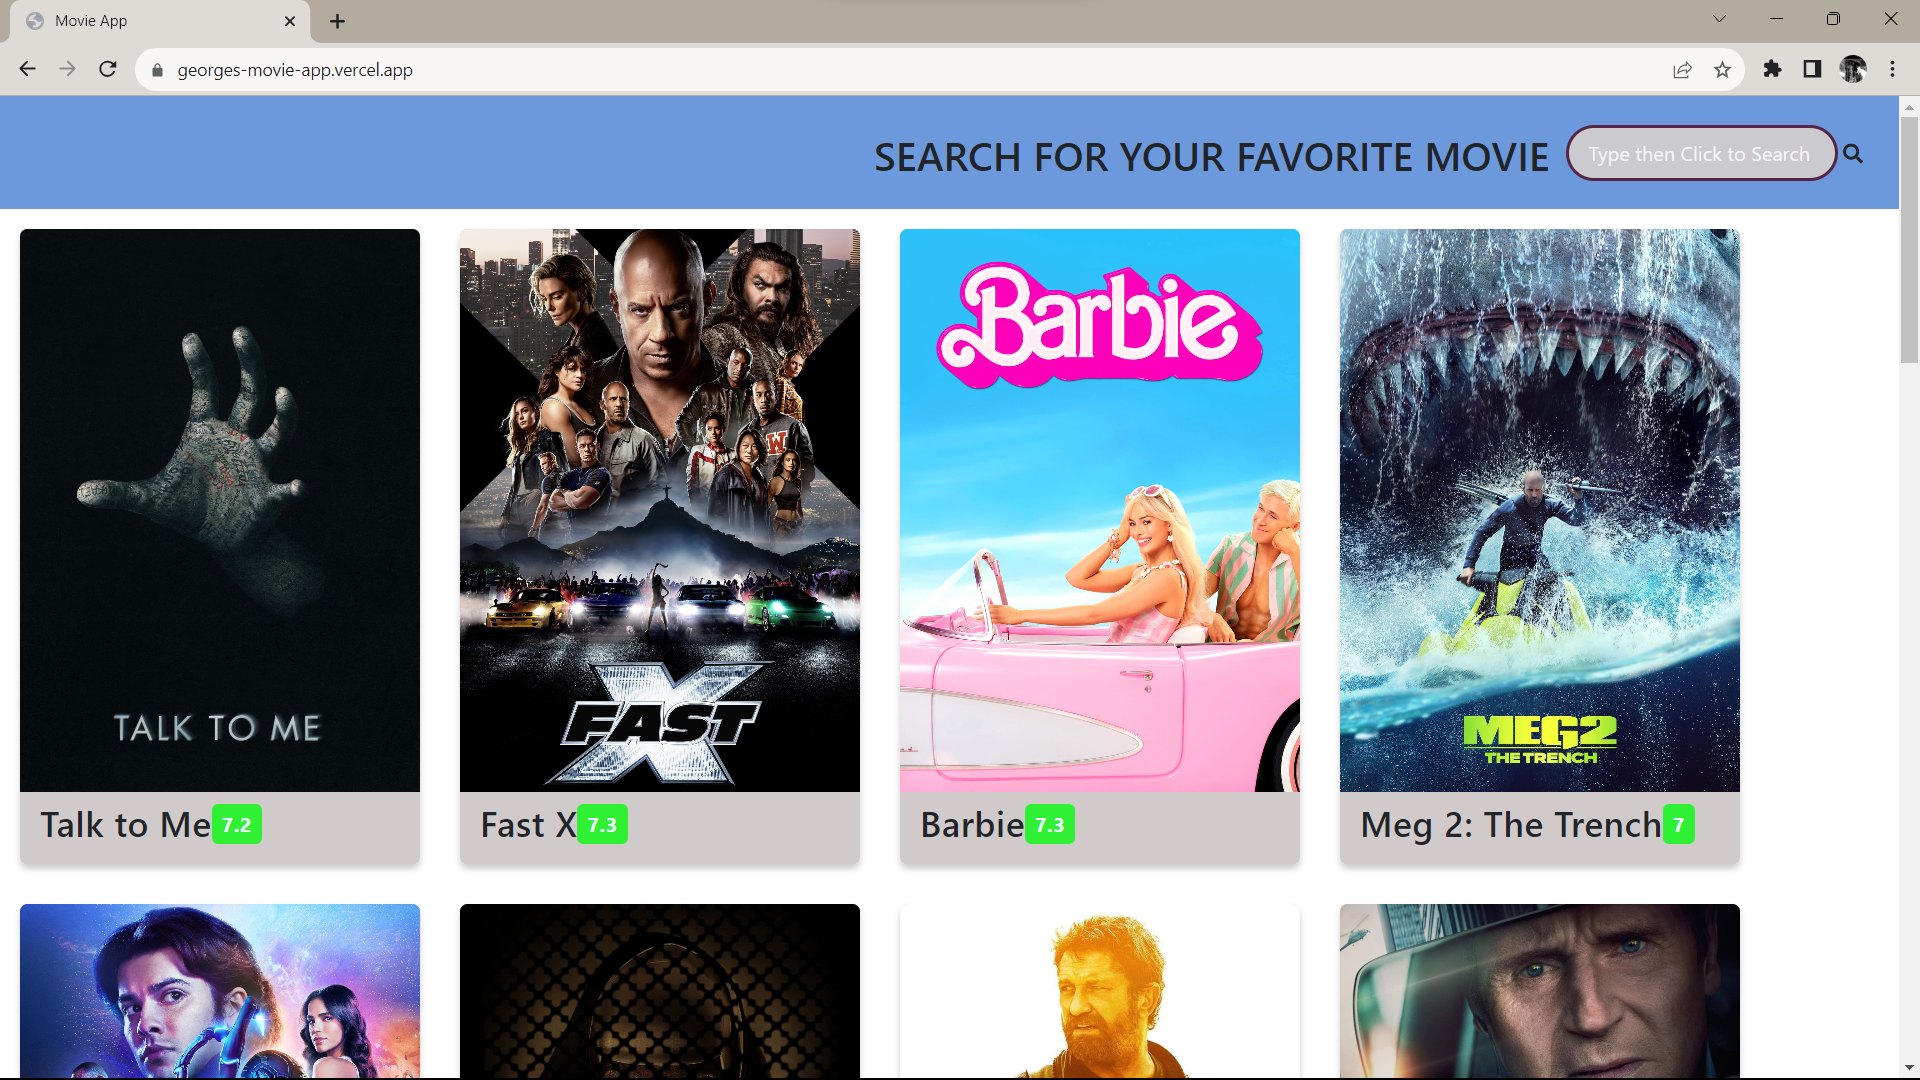 Movie App
georges-movie-app.vercel.app
SEARCH FOR YOUR FAVORITE MOVIE
Type then Click to Search
TALK TO ME
W
FAST X
Barbie
MEG2
THE TRENCH
Talk to Me 7.2
Fast X 7.3
Barbie 7.3
Meg 2: The Trench 7